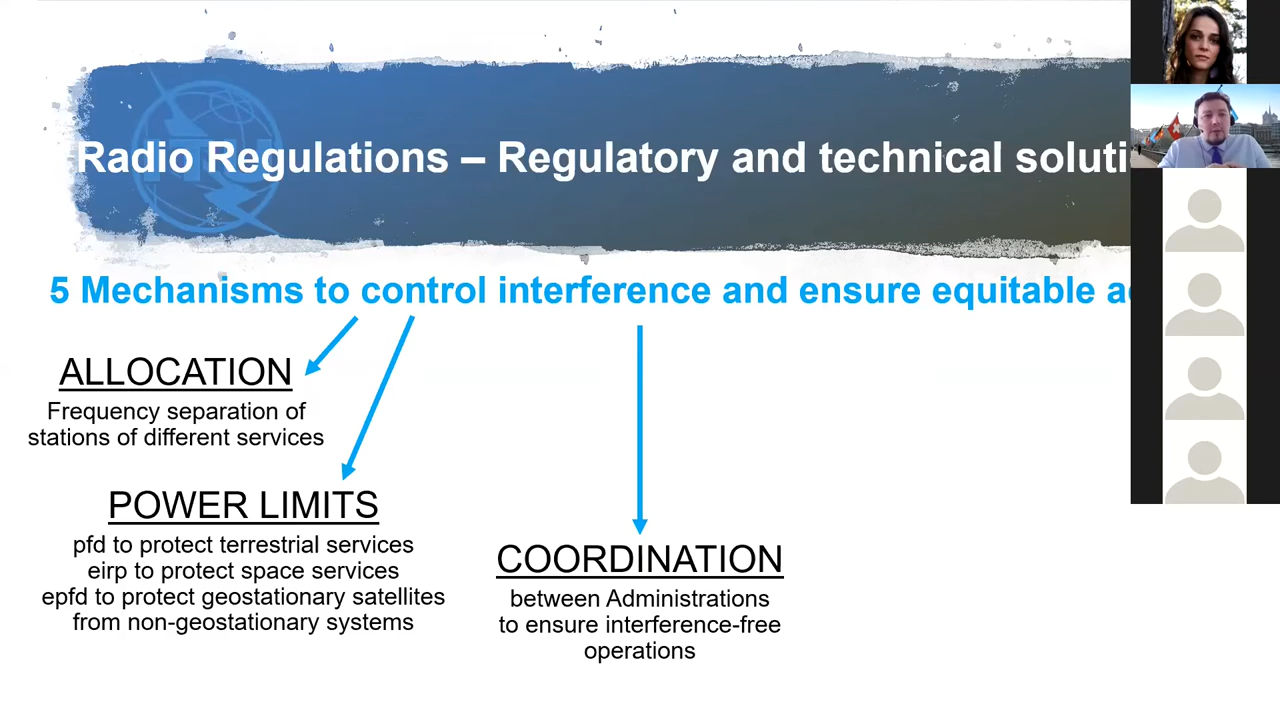 Radio Regulations – Regulatory and technical soluti
5 Mechanisms to control interference and ensure equitable
ALLOCATION
Frequency separation of
stations of different services
POWER LIMITS
pfd to protect terrestrial services
eirp to protect space services
epfd to protect geostationary satellites
from non-geostationary systems
COORDINATION
between Administrations
to ensure interference-free
operations